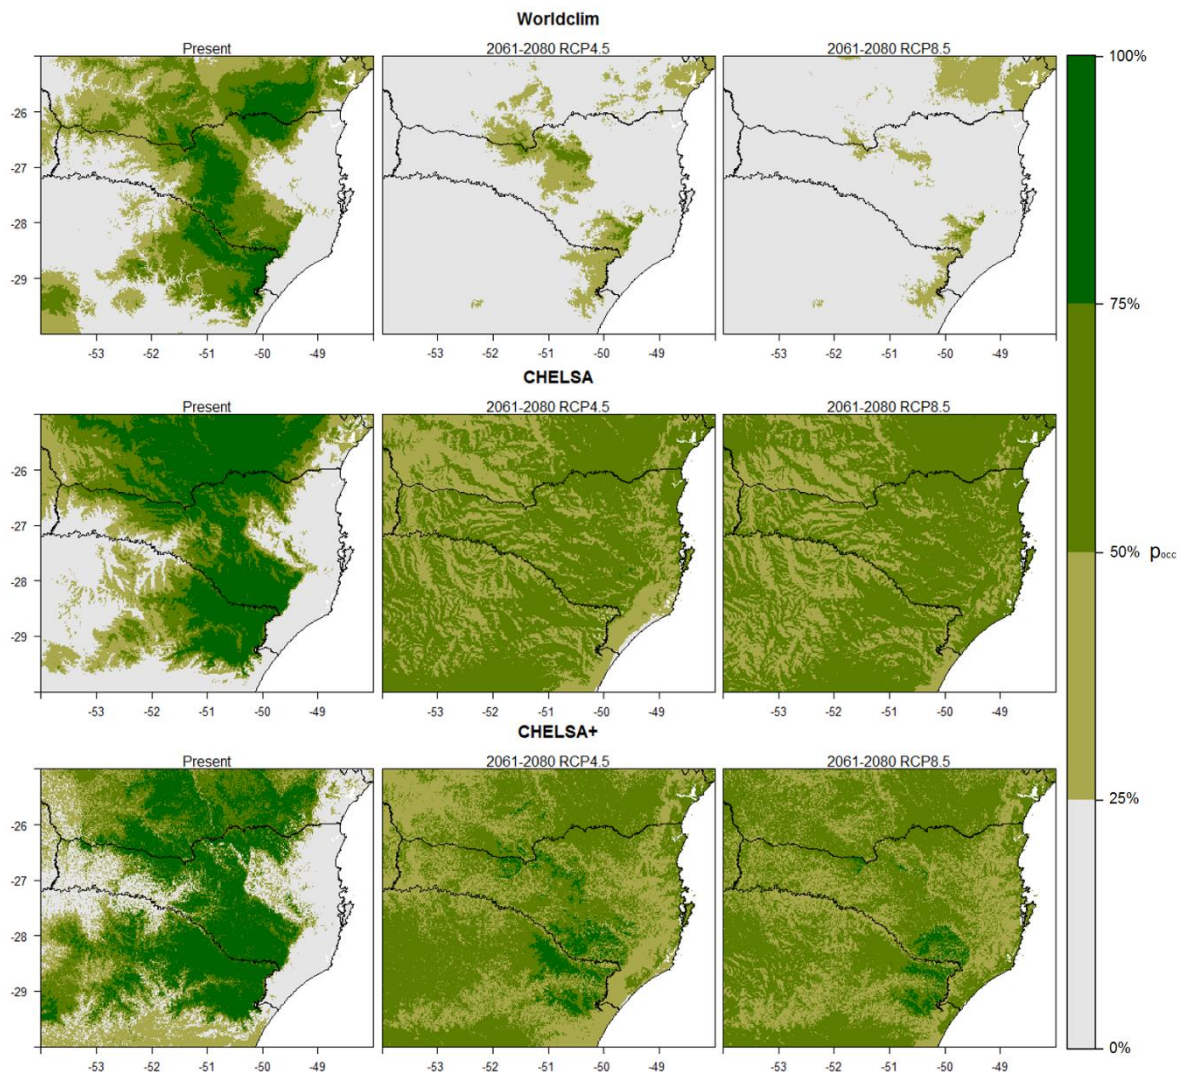 Worldclim
Present 2061-2080 RCP4.5 2061-2080 RCP8.5 100%
-26
-27
-28
-29
75%
-53 -52 -51 -50 -49 -53 -52 -51 -50 -49 -53 -52 -51 -50 -49
CHELSA
Present 2061-2080 RCP4.5 2061-2080 RCP8.5
-26
-27
50% pocc
-28
-29
-53 -52 -51 -50 -49 -53 -52 -51 -50 -49 -53 -52 -51 -50 -49
CHELSA+
Present 2061-2080 RCP4.5 2061-2080 RCP8.5
25%
-26
-27
-28
-29
0%
-53 -52 -51 -50 -49 -53 -52 -51 -50 -49 -53 -52 -51 -50 -49